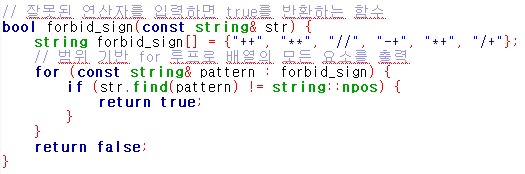 // 잘못된 연산자를 입력하면 true를 반환하는 함수
bool forbid_sign(const string& str) {
    string forbid_sign[] = {"++", "**", "//", "-+", "*+", "/+"};
    // 범위 기반 for 루프로 배열의 모든 요소를 출력
    for (const string& pattern : forbid_sign) {
        if (str.find(pattern) != string::npos) {
            return true;
        }
    }
    return false;
}